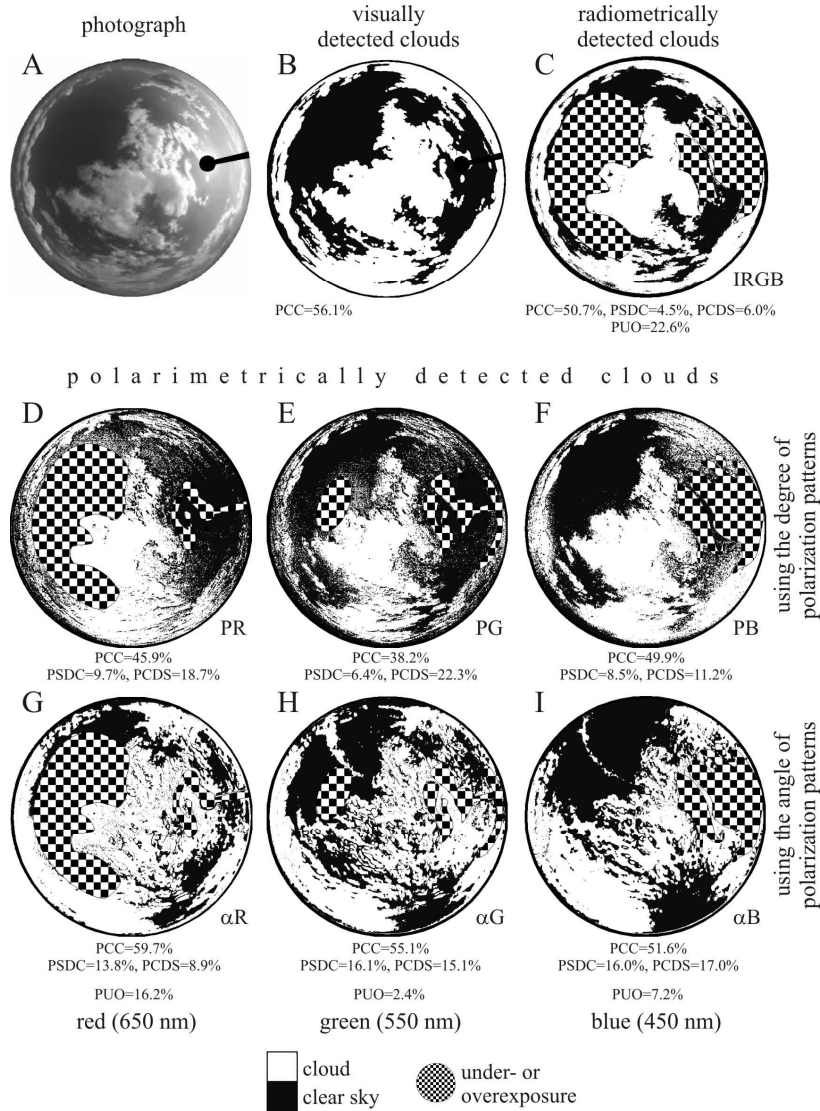 photograph
visually
detected clouds
radiometrically
detected clouds
A
B
C
IRGB
PCC=56.1%
PCC=50.7%, PSDC=4.5%, PCDS=6.0%
PUO=22.6%
polarimetrically detected clouds
D
E
F
PR
PG
PB
using the degree of
polarization patterns
PCC=45.9%
PSDC=9.7%, PCDS=18.7%
PCC=38.2%
PSDC=6.4%, PCDS=22.3%
PCC=49.9%
PSDC=8.5%, PCDS=11.2%
G
H
I
αR
αG
αB
using the angle of
polarization patterns
PCC=59.7%
PSDC=13.8%, PCDS=8.9%
PUO=16.2%
PCC=55.1%
PSDC=16.1%, PCDS=15.1%
PUO=2.4%
PCC=51.6%
PSDC=16.0%, PCDS=17.0%
PUO=7.2%
red (650 nm)
green (550 nm)
blue (450 nm)
cloud
clear sky
under- or
overexposure